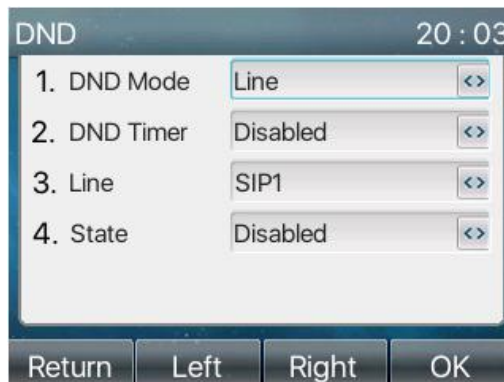 DND 20 : 03
1. DND Mode Line
2. DND Timer Disabled
3. Line SIP1
4. State Disabled
Return Left Right OK